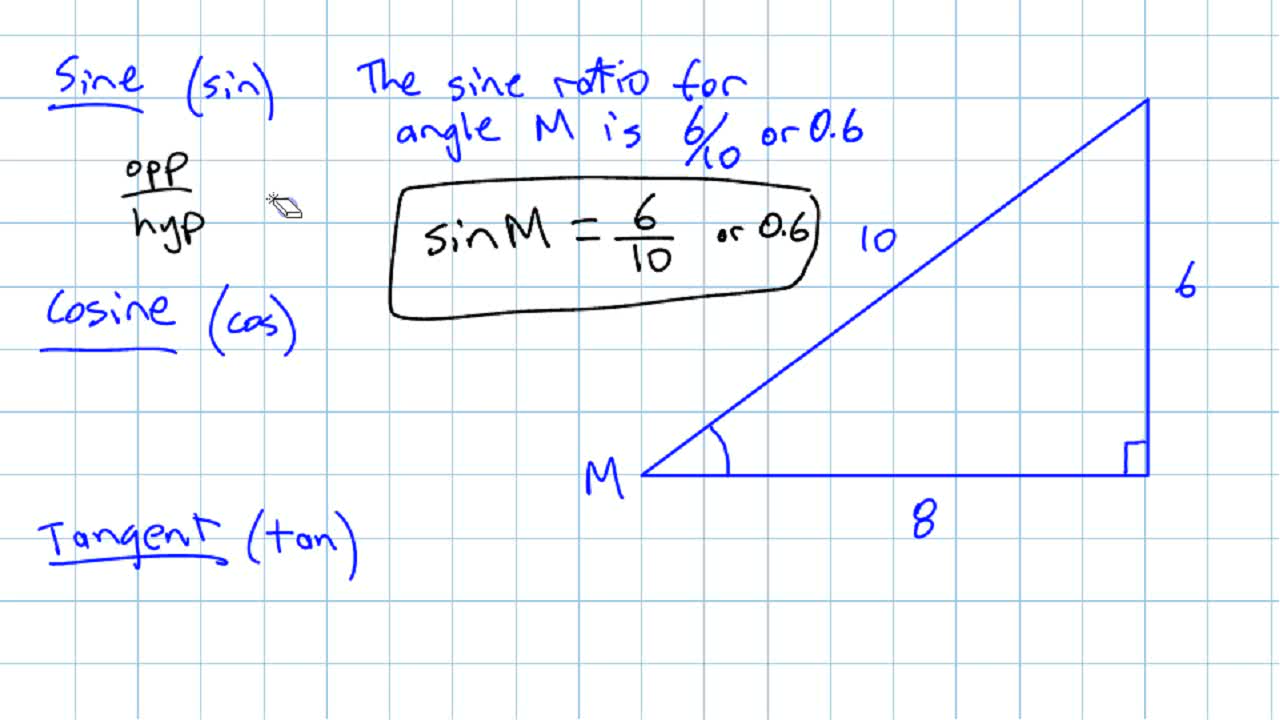 Sine (sin)
The sine ratio for
angle M is 6/10 or 0.6
opp
hyp
sin M = 6/10 or 0.6
10
6
Cosine (cos)
M
8
Tangent (tan)